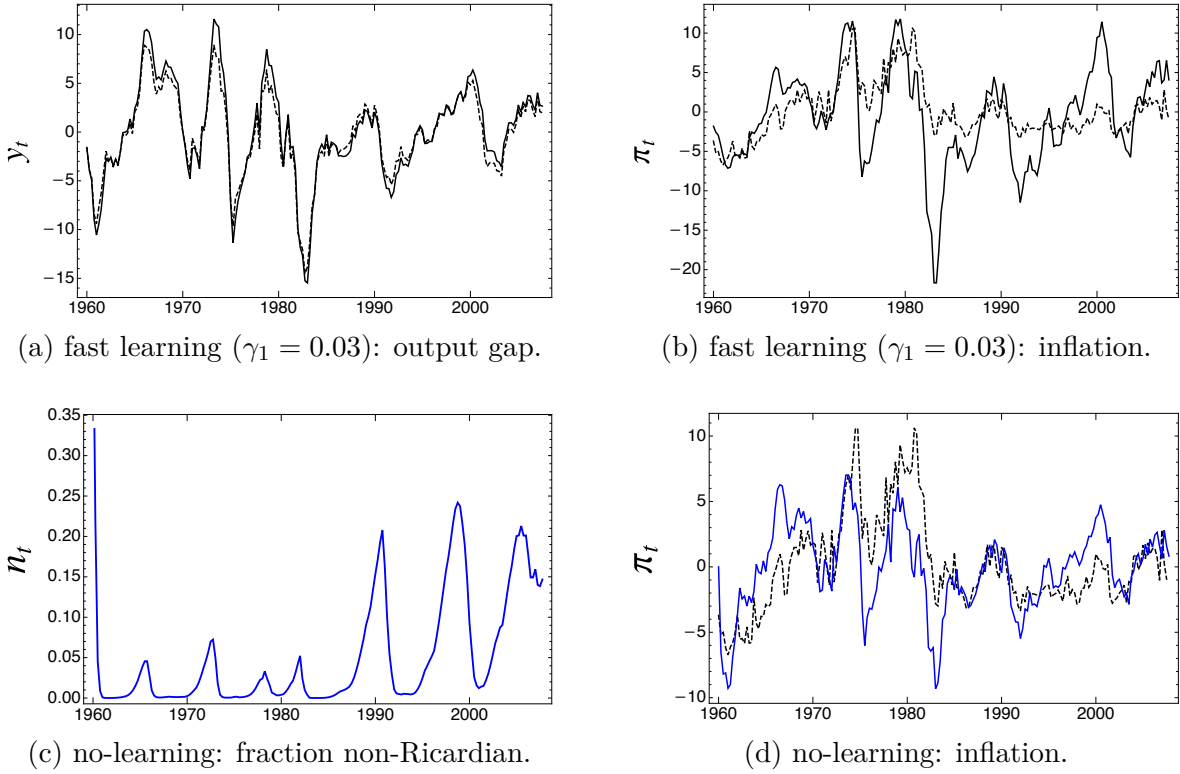 10
5
0
−5
−10
−15
y_t
1960 1970 1980 1990 2000
(a) fast learning (γ₁ = 0.03): output gap.
10
5
0
−5
−10
−15
−20
π_t
1960 1970 1980 1990 2000
(b) fast learning (γ₁ = 0.03): inflation.
0.35
0.30
0.25
0.20
0.15
0.10
0.05
0.00
n_t
1960 1970 1980 1990 2000
(c) no-learning: fraction non-Ricardian.
10
5
0
−5
−10
π_t
1960 1970 1980 1990 2000
(d) no-learning: inflation.